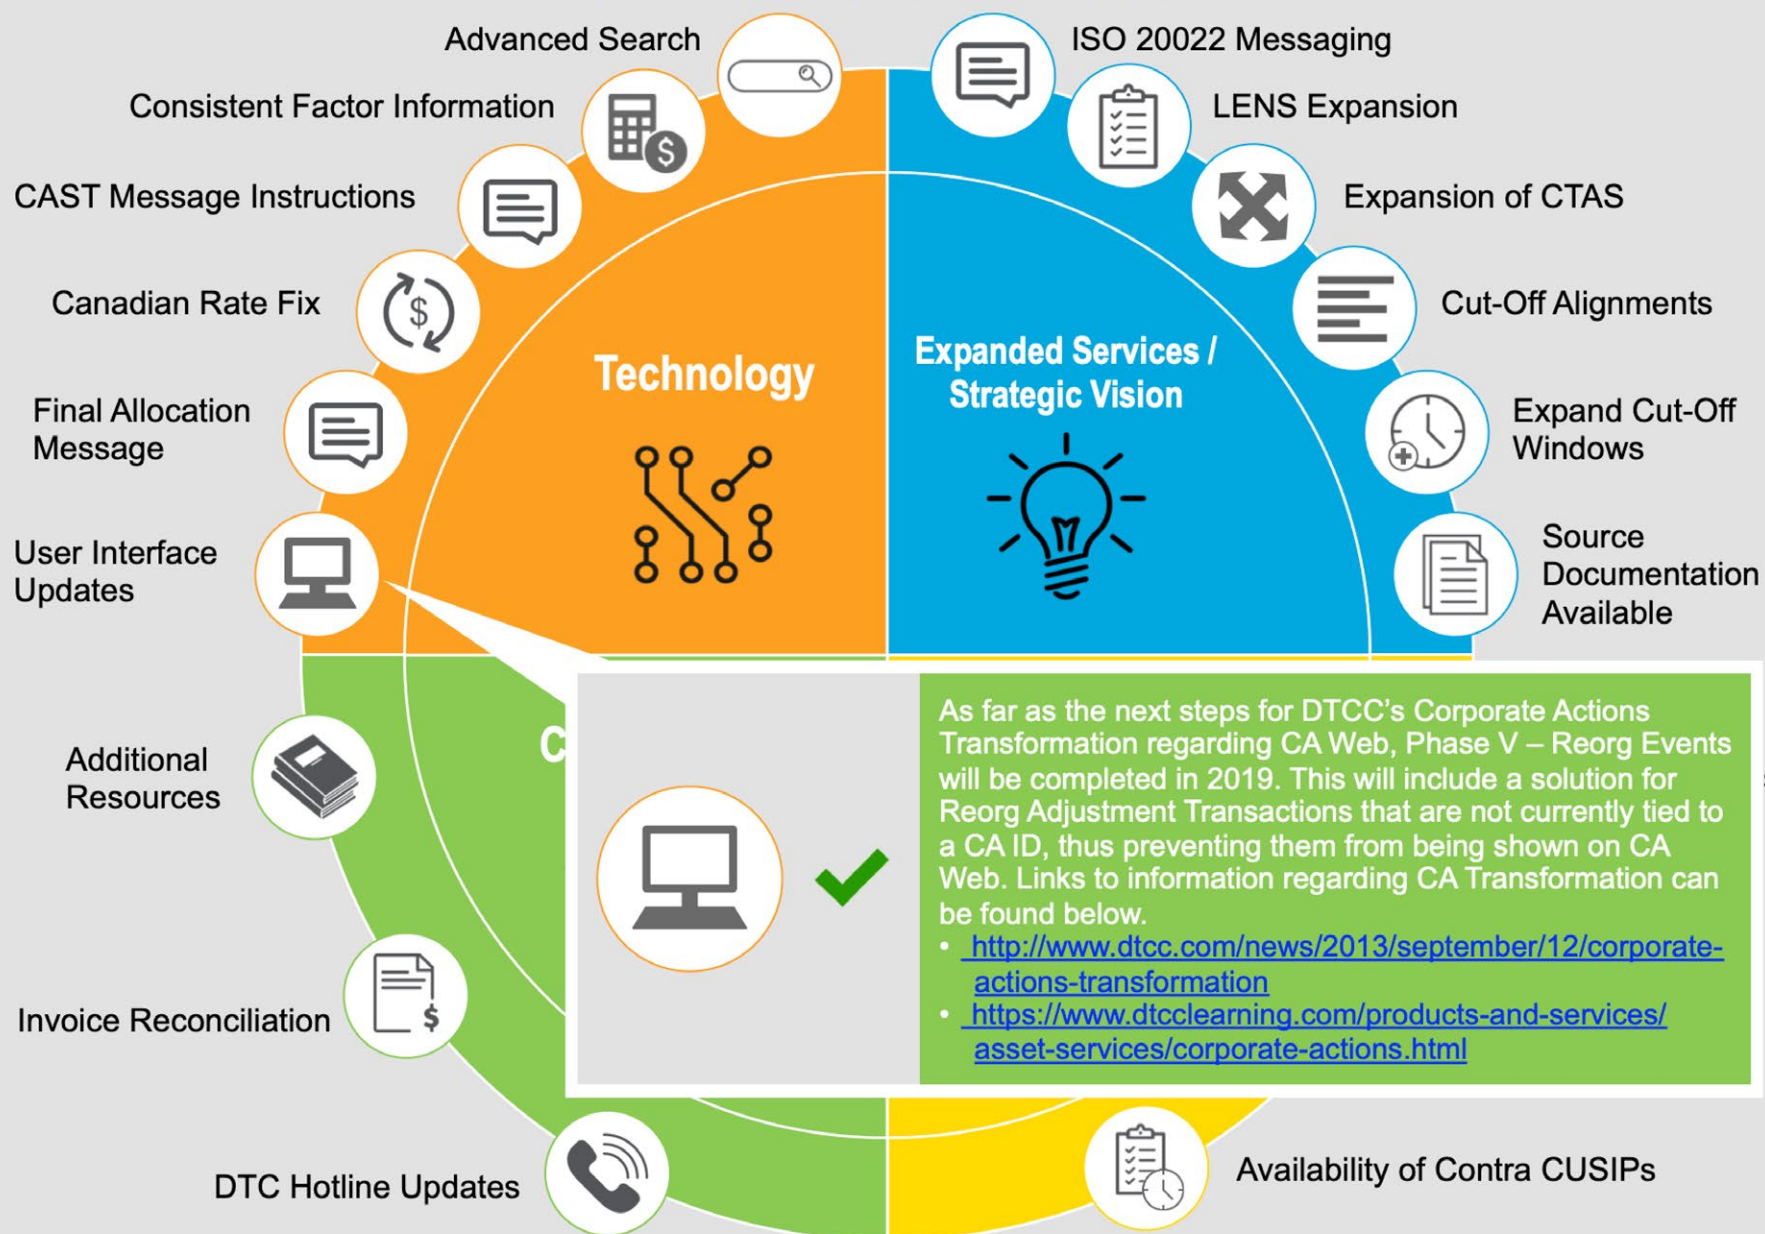 Advanced Search
ISO 20022 Messaging
Consistent Factor Information
LENS Expansion
CAST Message Instructions
Expansion of CTAS
Canadian Rate Fix
Cut-Off Alignments
Technology
Expanded Services /
Strategic Vision
Final Allocation
Message
Expand Cut-Off
Windows
User Interface
Updates
Source
Documentation
Available
Additional
Resources
C
As far as the next steps for DTCC’s Corporate Actions
Transformation regarding CA Web, Phase V – Reorg Events
will be completed in 2019. This will include a solution for
Reorg Adjustment Transactions that are not currently tied to
a CA ID, thus preventing them from being shown on CA
Web. Links to information regarding CA Transformation can
be found below.
• http://www.dtcc.com/news/2013/september/12/corporate-
actions-transformation
• https://www.dtcclearning.com/products-and-services/
asset-services/corporate-actions.html
Invoice Reconciliation
DTC Hotline Updates
Availability of Contra CUSIPs